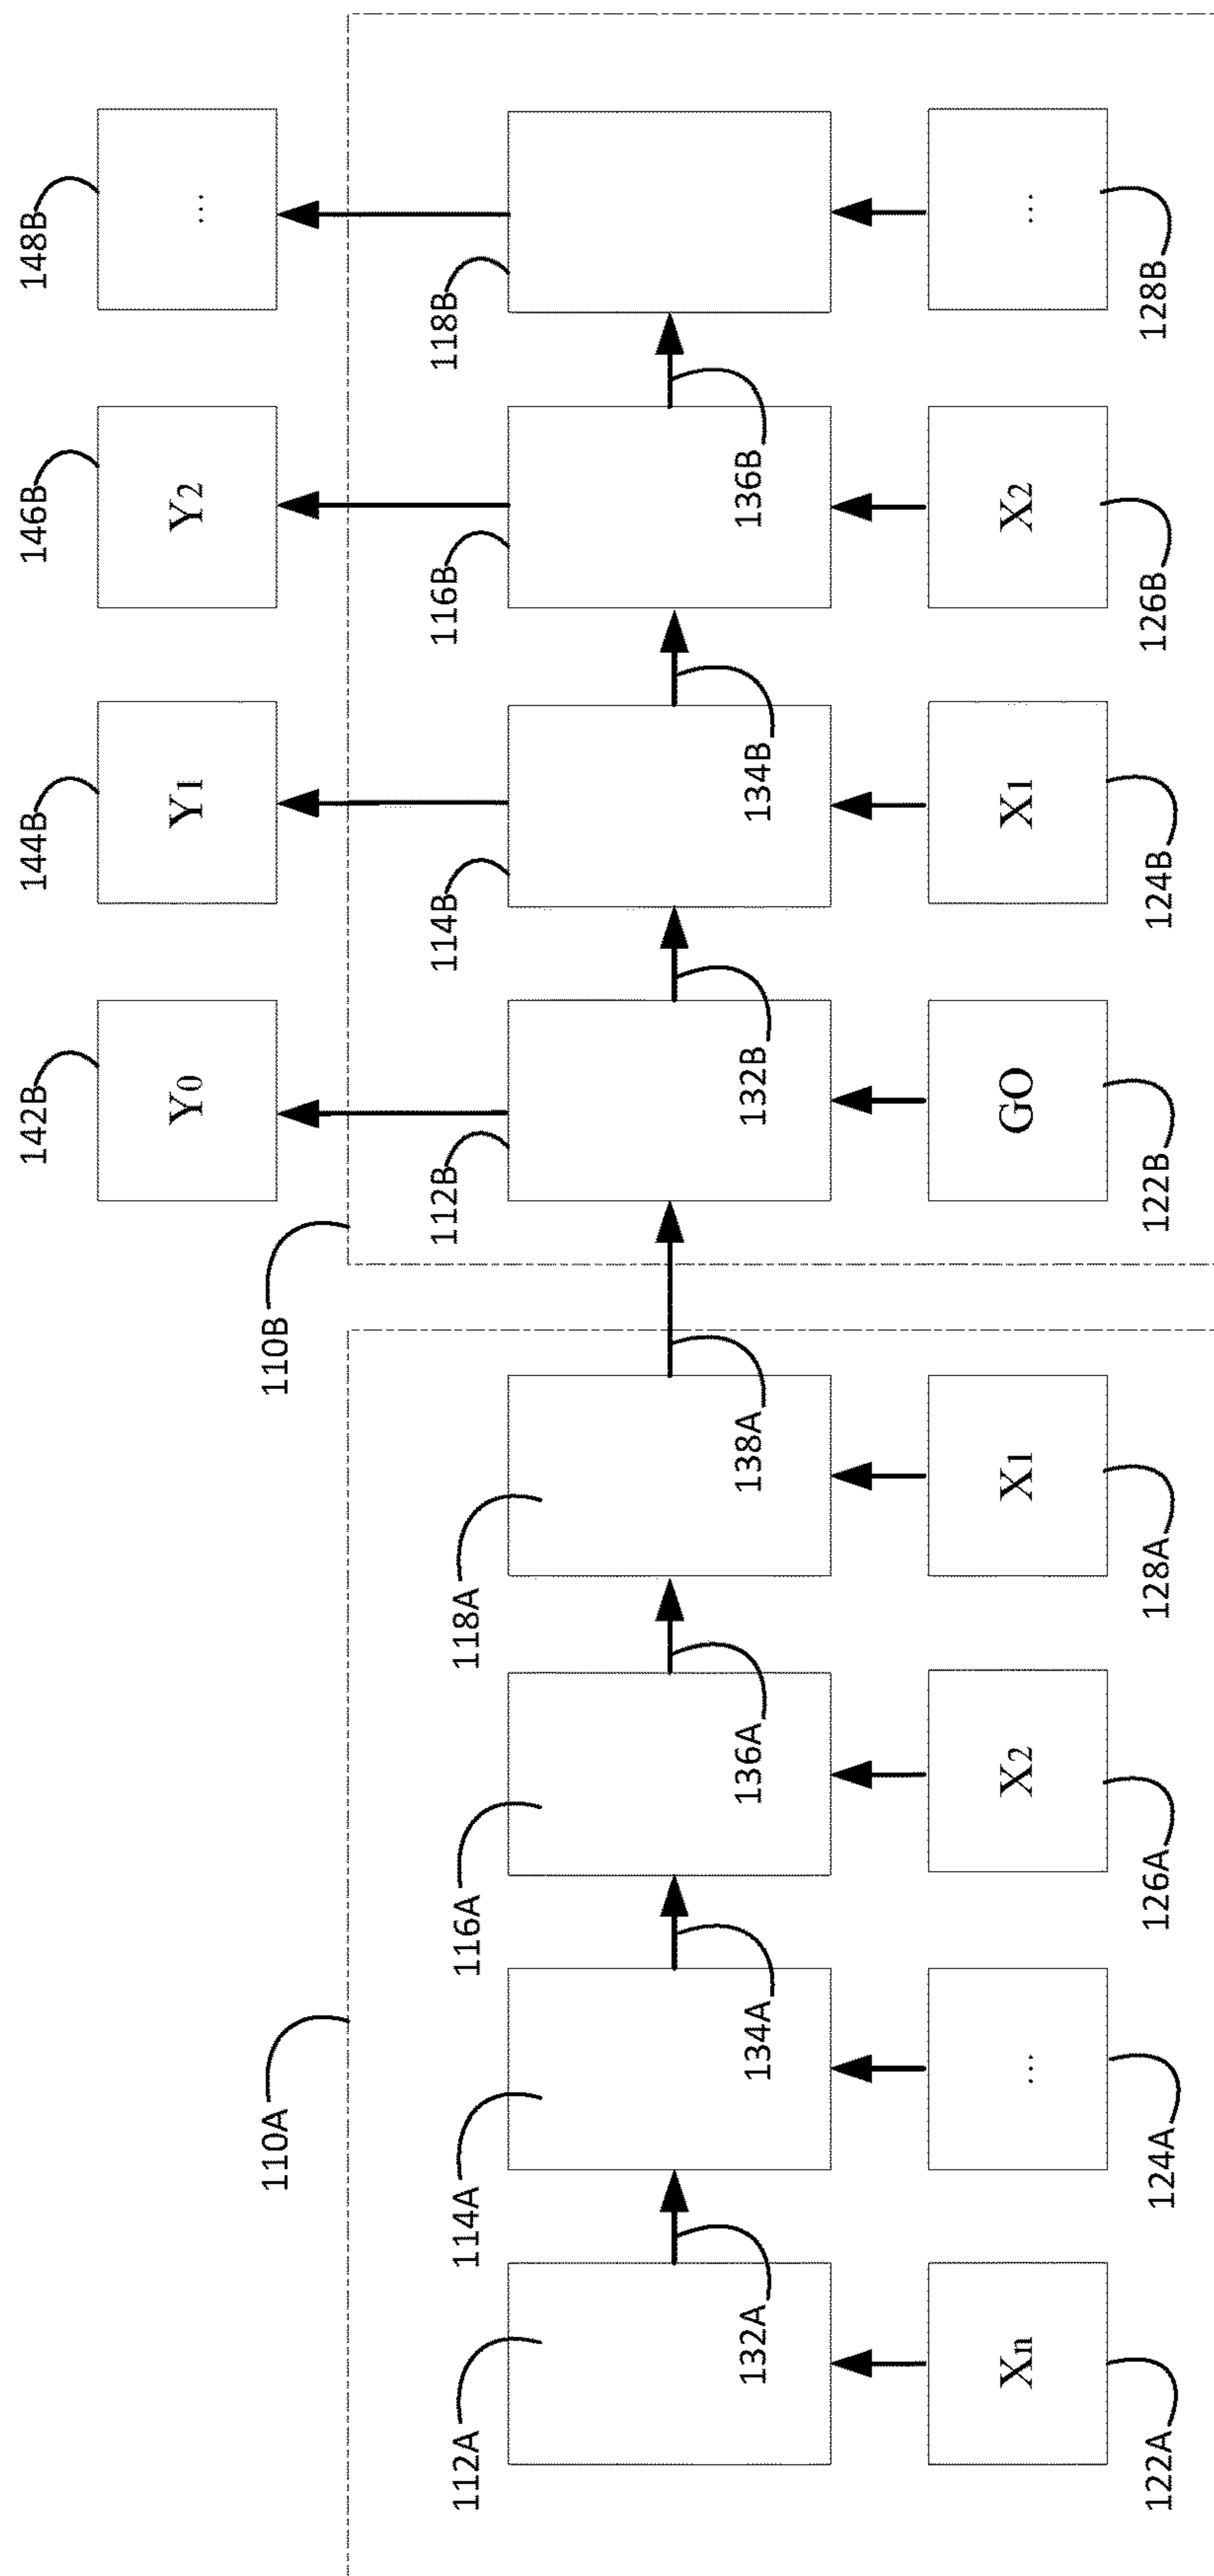 142B 144B 146B 148B
Y0 Y1 Y2 ...
110A 110B
112B 114B 116B 118B
112A 114A 116A 118A
132A 134A 136A 138A 132B 134B 136B
Xn ... X2 X1 GO X1 X2 ...
122A 124A 126A 128A 122B 124B 126B 128B